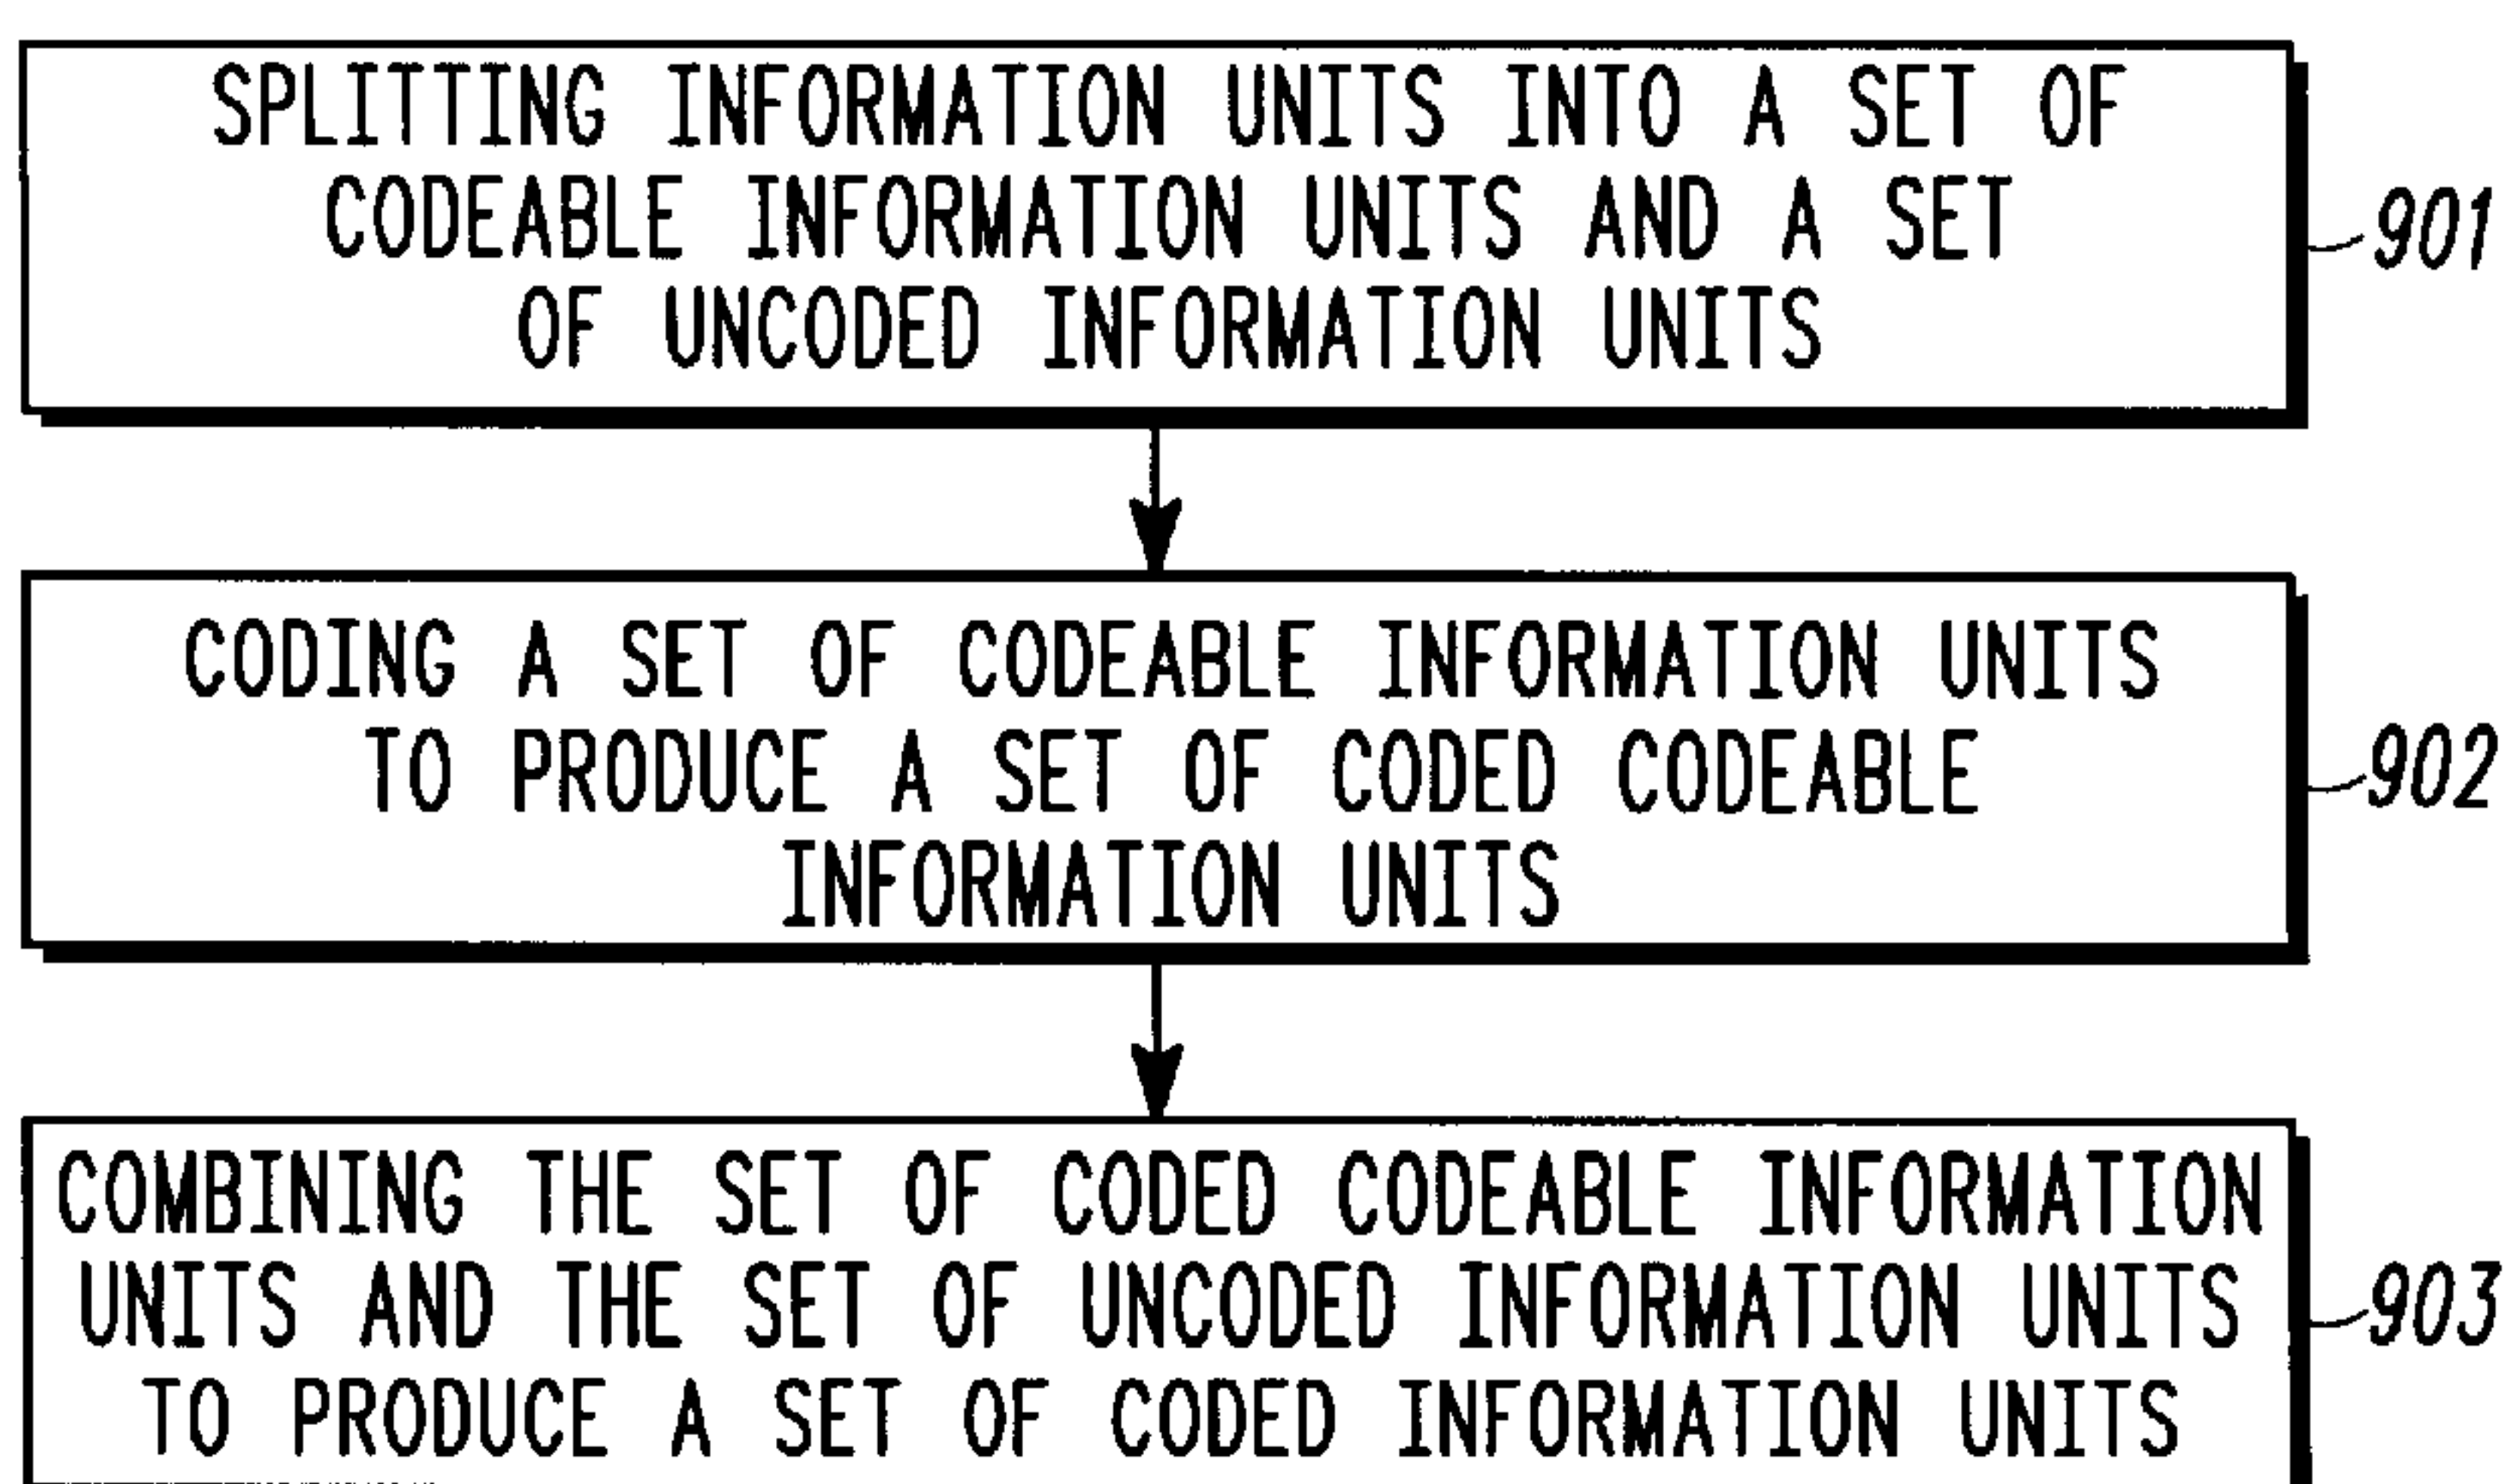 SPLITTING INFORMATION UNITS INTO A SET OF
CODEABLE INFORMATION UNITS AND A SET
OF UNCODED INFORMATION UNITS
901
CODING A SET OF CODEABLE INFORMATION UNITS
TO PRODUCE A SET OF CODED CODEABLE
INFORMATION UNITS
902
COMBINING THE SET OF CODED CODEABLE INFORMATION
UNITS AND THE SET OF UNCODED INFORMATION UNITS
TO PRODUCE A SET OF CODED INFORMATION UNITS
903